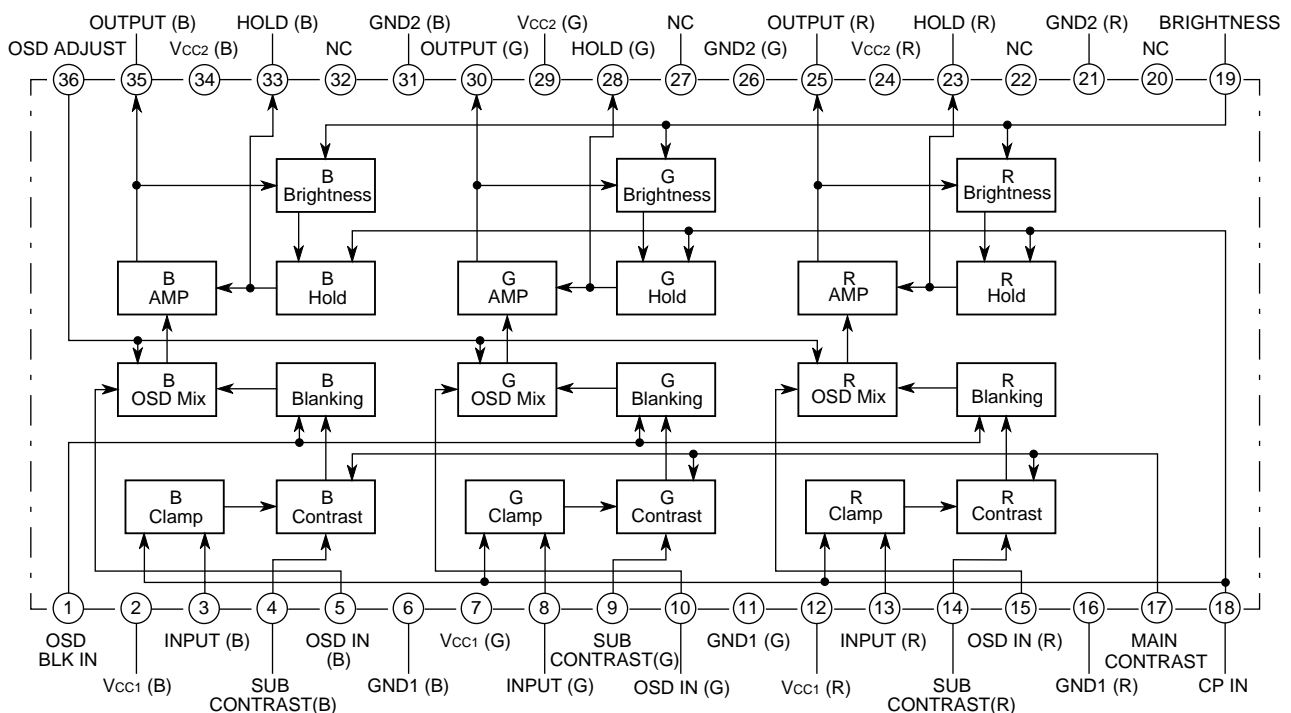 OUTPUT (B)
HOLD (B)
GND2 (B)
VCC2 (G)
NC
OUTPUT (R)
HOLD (R)
GND2 (R)
BRIGHTNESS
OSD ADJUST
VCC2 (B)
NC
OUTPUT (G)
HOLD (G)
GND2 (G)
VCC2 (R)
NC
NC
36
35
34
33
32
31
30
29
28
27
26
25
24
23
22
21
20
19
B
Brightness
G
Brightness
R
Brightness
B
AMP
B
Hold
G
AMP
G
Hold
R
AMP
R
Hold
B
OSD Mix
B
Blanking
G
OSD Mix
G
Blanking
R
OSD Mix
R
Blanking
B
Clamp
B
Contrast
G
Clamp
G
Contrast
R
Clamp
R
Contrast
1
2
3
4
5
6
7
8
9
10
11
12
13
14
15
16
17
18
OSD
BLK IN
VCC1 (B)
INPUT (B)
SUB
CONTRAST(B)
OSD IN
(B)
GND1 (B)
VCC1 (G)
INPUT (G)
SUB
CONTRAST(G)
OSD IN (G)
GND1 (G)
VCC1 (R)
INPUT (R)
SUB
CONTRAST(R)
OSD IN (R)
GND1 (R)
MAIN
CONTRAST
CP IN